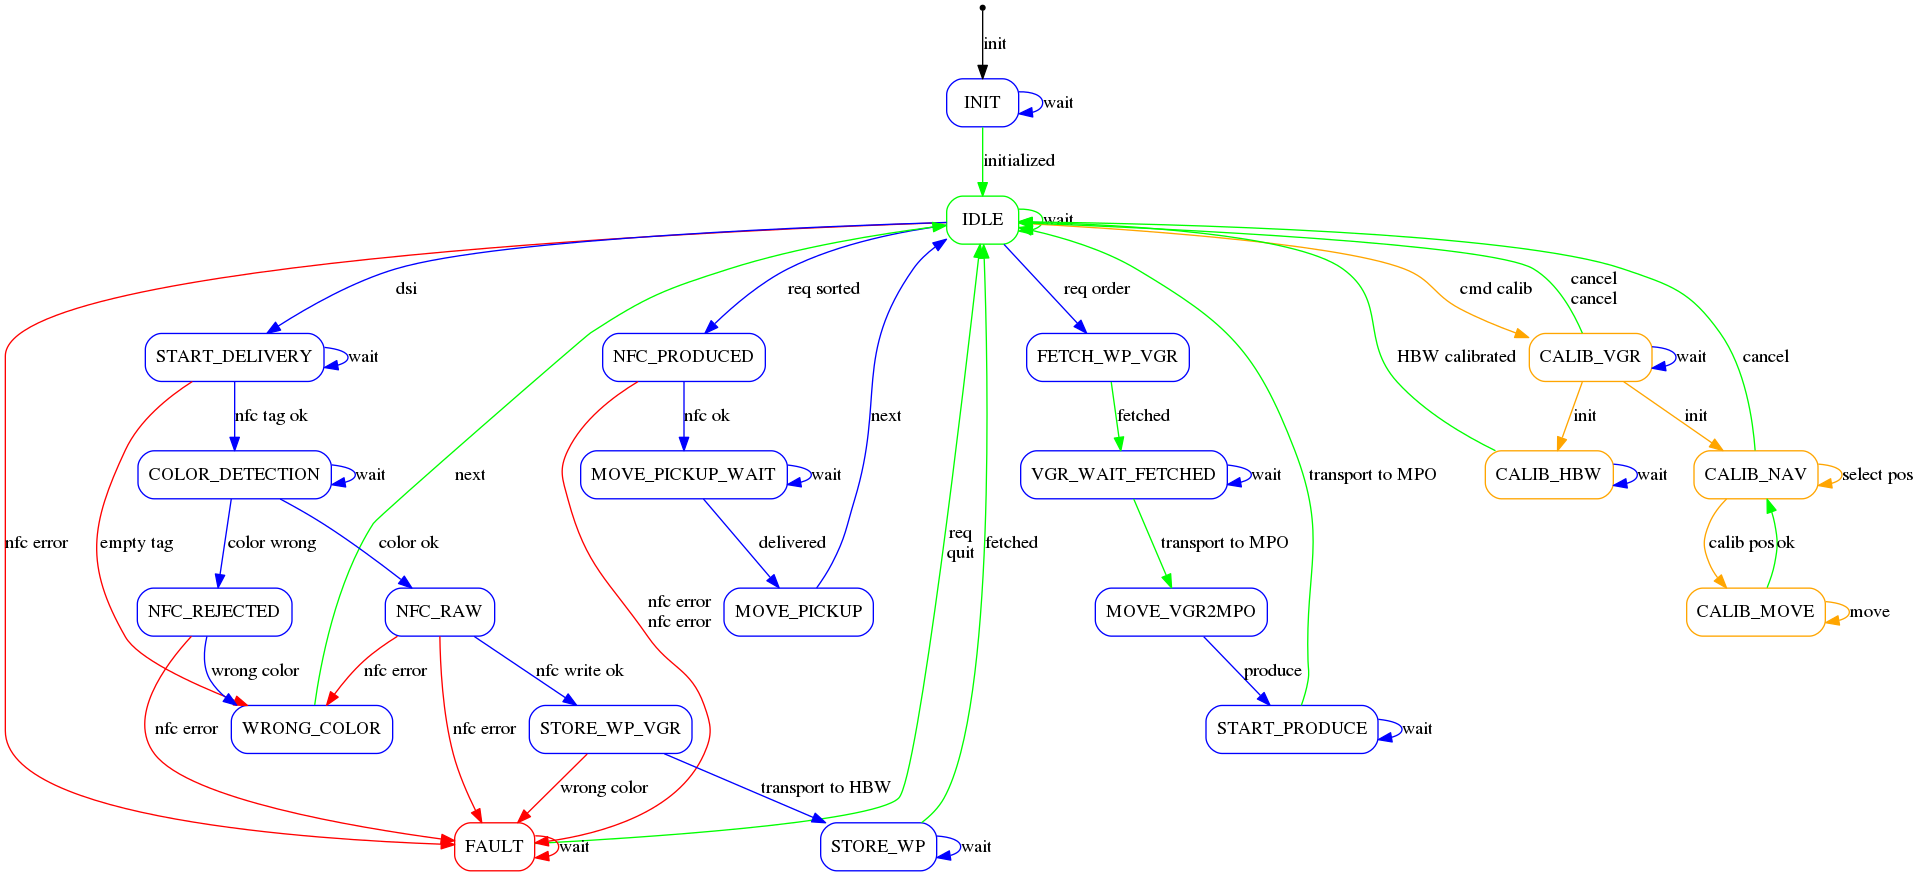 init
INIT
wait
initialized
IDLE
wait
dsi
req sorted
req order
cmd calib
cancel
cancel
START_DELIVERY
wait
NFC_PRODUCED
FETCH_WP_VGR
HBW calibrated
CALIB_VGR
wait
cancel
nfc tag ok
nfc ok
next
fetched
init
init
COLOR_DETECTION
wait
next
MOVE_PICKUP_WAIT
wait
VGR_WAIT_FETCHED
wait
transport to MPO
CALIB_HBW
wait
CALIB_NAV
select pos
nfc error
empty tag
color wrong
color ok
delivered
req
quit
fetched
transport to MPO
calib pos
ok
NFC_REJECTED
NFC_RAW
nfc error
nfc error
MOVE_PICKUP
MOVE_VGR2MPO
CALIB_MOVE
move
wrong color
nfc error
nfc write ok
produce
nfc error
WRONG_COLOR
nfc error
STORE_WP_VGR
START_PRODUCE
wait
wrong color
transport to HBW
FAULT
wait
STORE_WP
wait